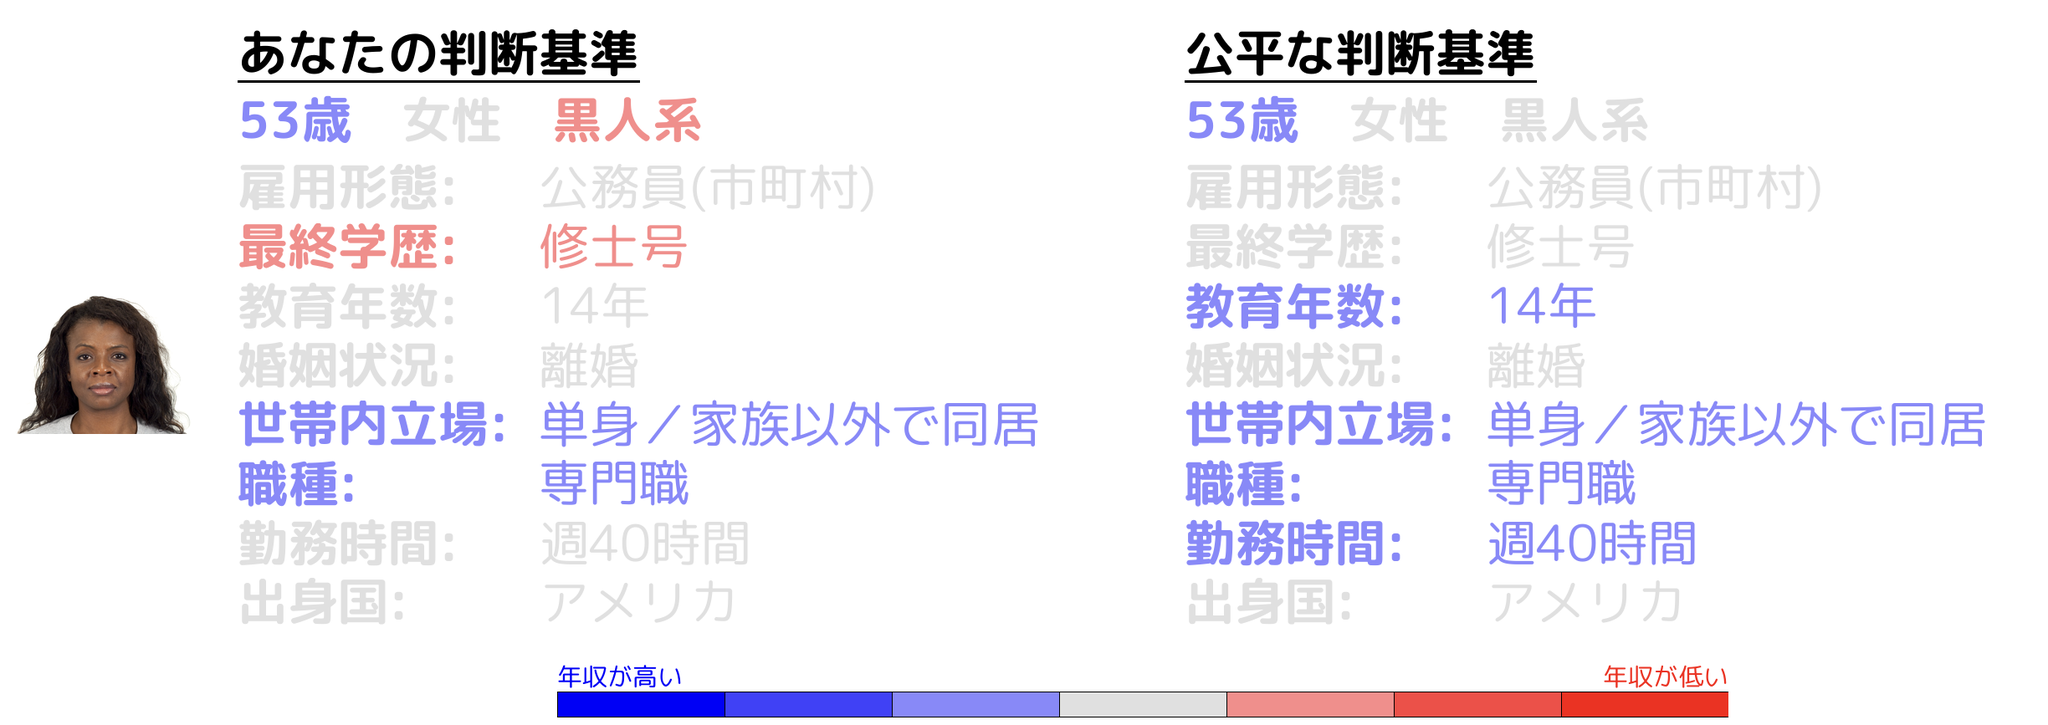 あなたの判断基準
53歳 女性 黒人系
雇用形態: 公務員(市町村)
最終学歴: 修士号
教育年数: 14年
婚姻状況: 離婚
世帯内立場: 単身／家族以外で同居
職種: 専門職
勤務時間: 週40時間
出身国: アメリカ
公平な判断基準
53歳 女性 黒人系
雇用形態: 公務員(市町村)
最終学歴: 修士号
教育年数: 14年
婚姻状況: 離婚
世帯内立場: 単身／家族以外で同居
職種: 専門職
勤務時間: 週40時間
出身国: アメリカ
年収が高い
年収が低い